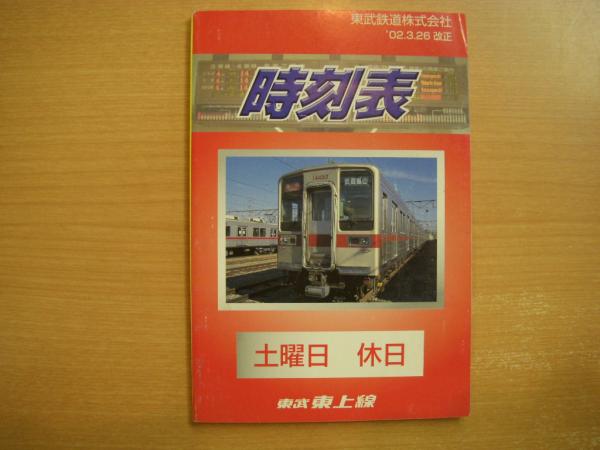 東武鉄道株式会社
'02.3.26 改正
時刻表
土曜日 休日
東武 東上線